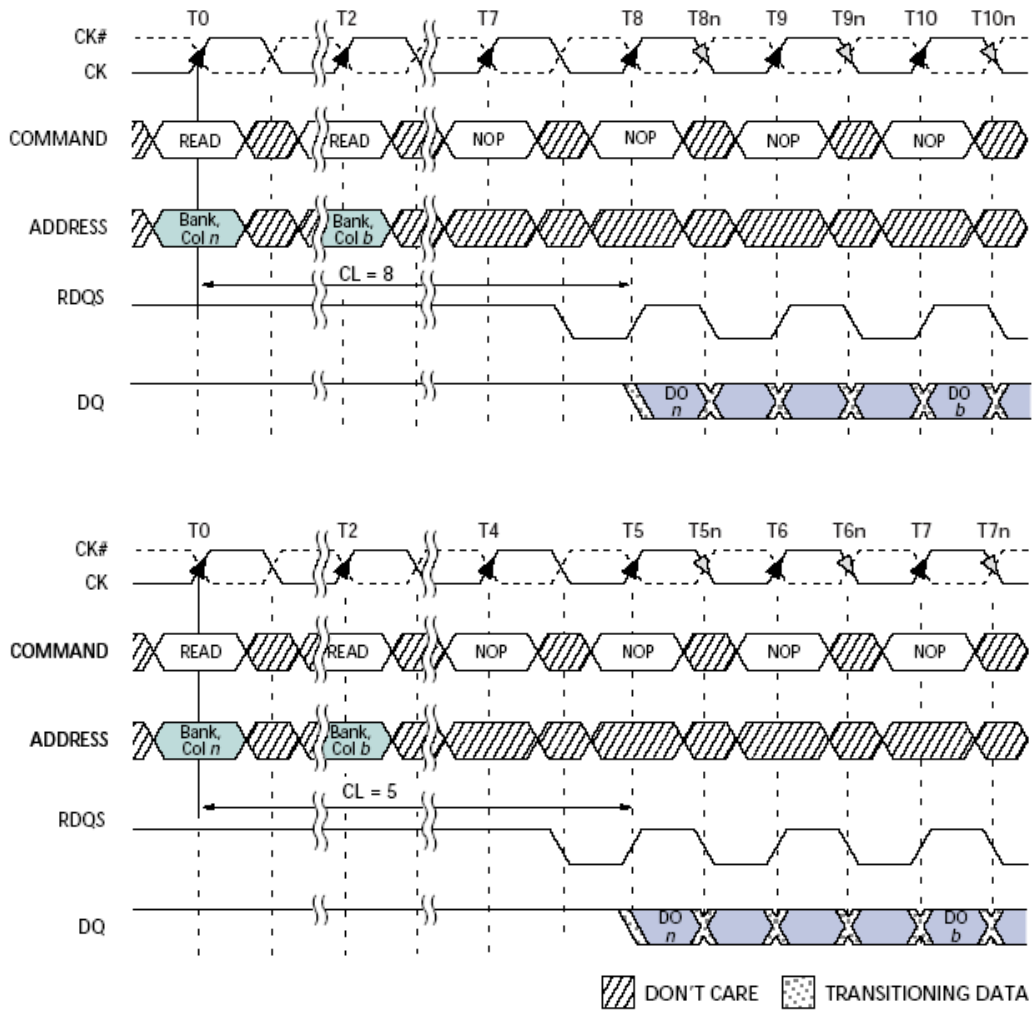 T0 T2 T7 T8 T8n T9 T9n T10 T10n
CK#
CK
COMMAND READ READ NOP NOP NOP NOP
ADDRESS Bank, Col n Bank, Col b
CL = 8
RDQS
DQ DO n DO b
T0 T2 T4 T5 T5n T6 T6n T7 T7n
CK#
CK
COMMAND READ READ NOP NOP NOP NOP
ADDRESS Bank, Col n Bank, Col b
CL = 5
RDQS
DQ DO n DO b
DON'T CARE TRANSITIONING DATA